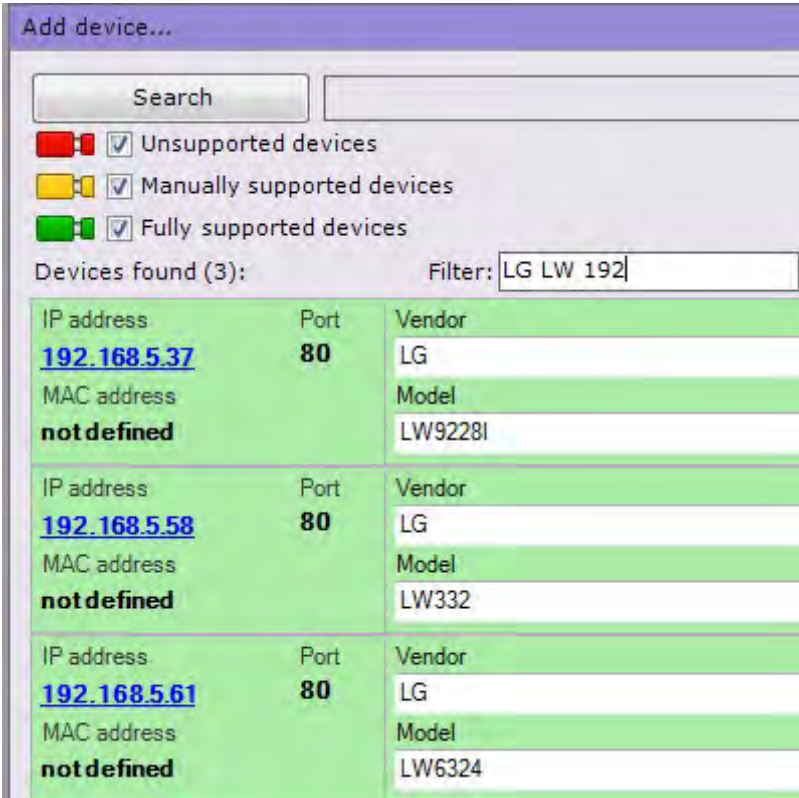 Add device...
Search
Unsupported devices
Manually supported devices
Fully supported devices
Devices found (3): Filter: LG LW 192
IP address Port Vendor
192.168.5.37 80 LG
MAC address Model
not defined LW9228I
IP address Port Vendor
192.168.5.58 80 LG
MAC address Model
not defined LW332
IP address Port Vendor
192.168.5.61 80 LG
MAC address Model
not defined LW6324